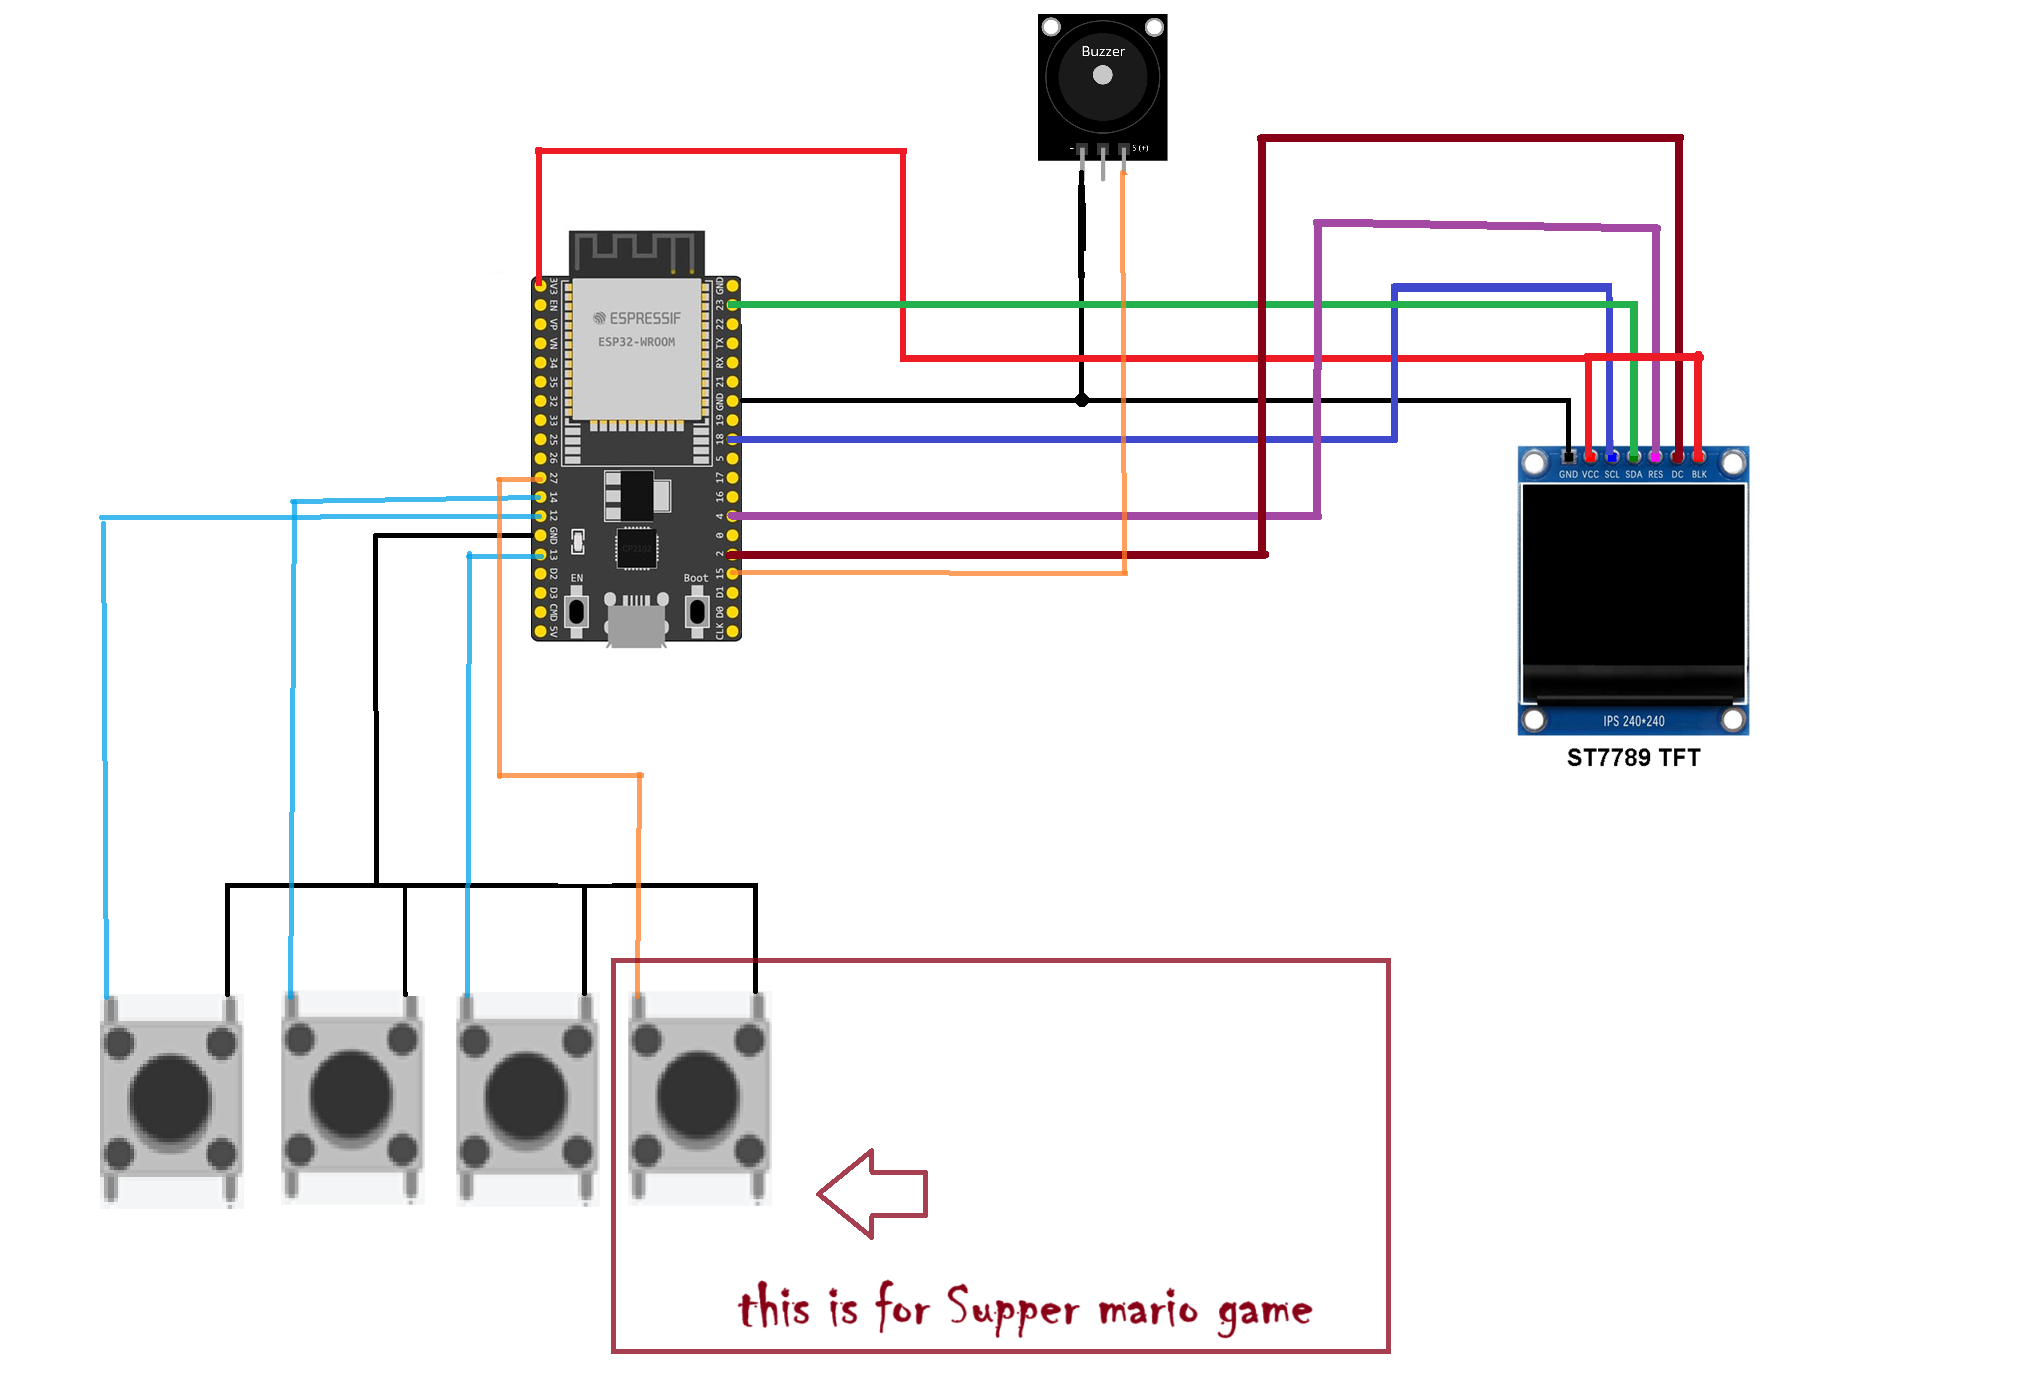 Buzzer
- S (+)
3V3 GND
EN 23
VP 22
VN TX
34 RX
35 21
32 GND
33 19
25 18
26 5
27 17
14 16
12 4
GND 0
13 2
D2 15
D3 D1
CMD D0
5V CLK
ESPRESSIF
ESP32-WROOM
CP2102
EN Boot
GND VCC SCL SDA RES DC BLK
IPS 240*240
ST7789 TFT
this is for Supper mario game